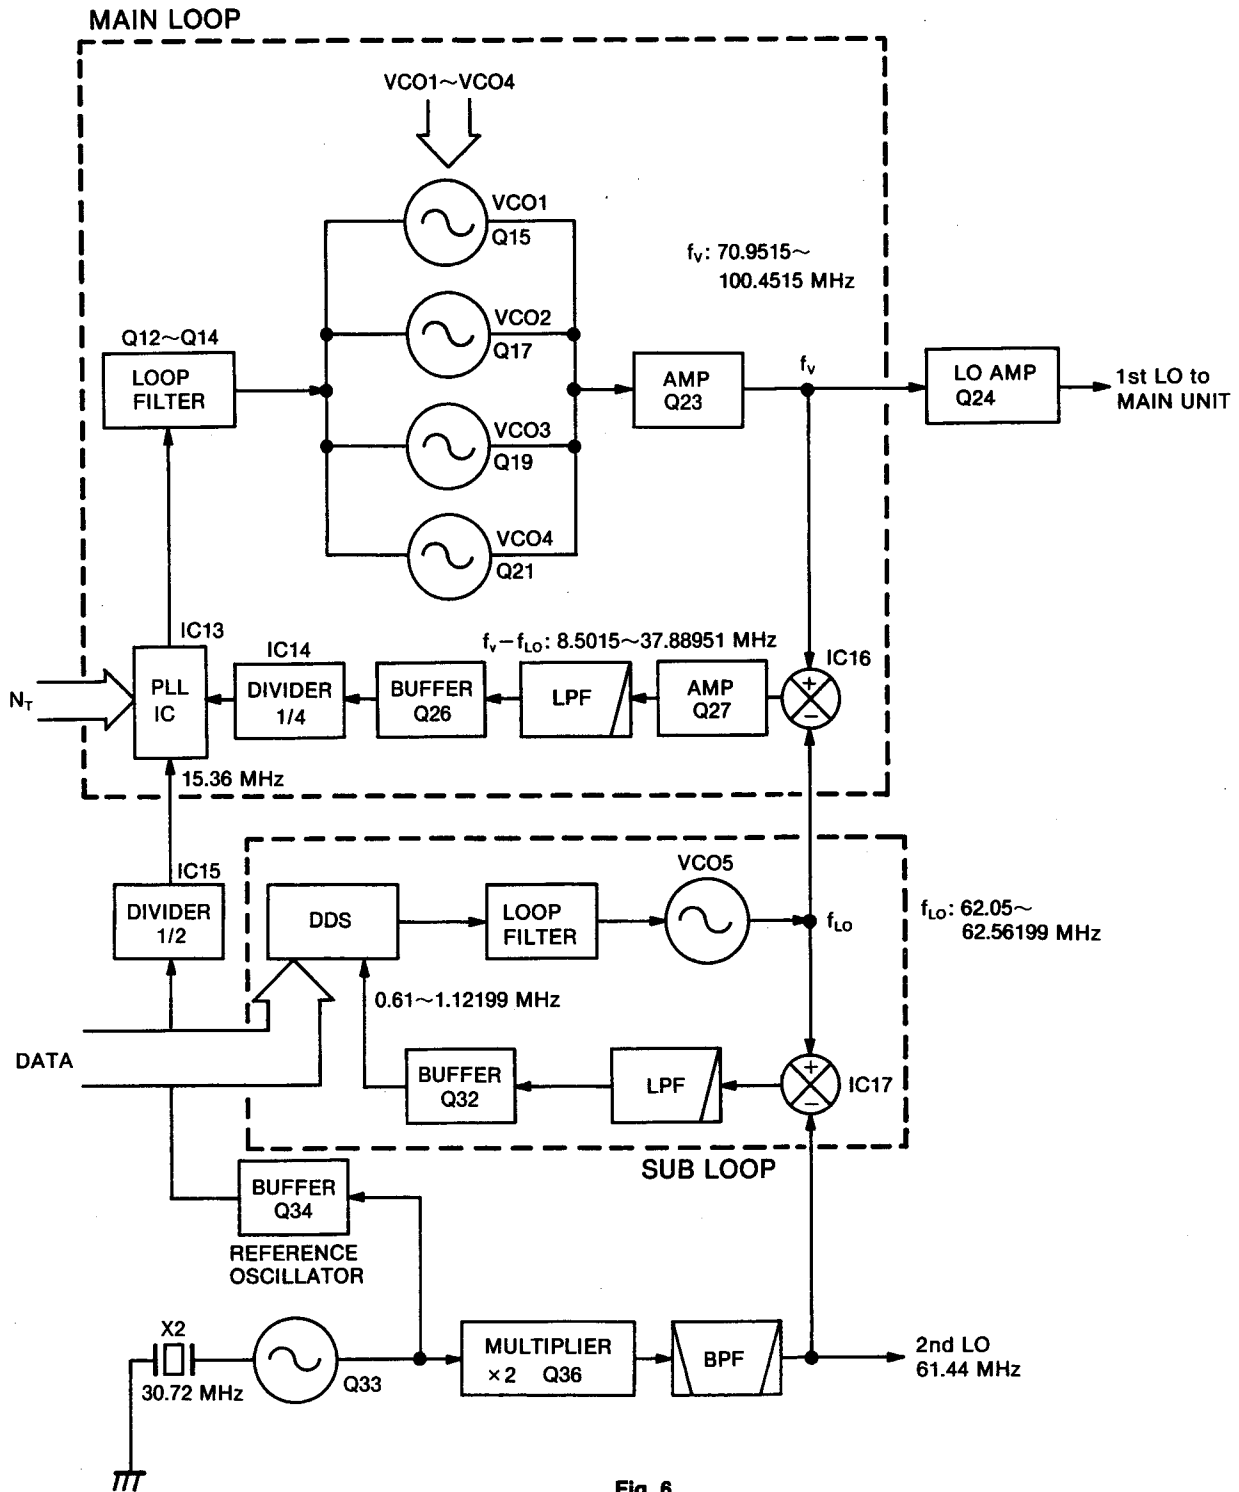 MAIN LOOP
VCO1~VCO4
VCO1
Q15
fV: 70.9515~
100.4515 MHz
VCO2
Q17
Q12~Q14
LOOP
FILTER
AMP
Q23
fV
LO AMP
Q24
1st LO to
MAIN UNIT
VCO3
Q19
VCO4
Q21
IC13
fV–fLO: 8.5015~37.88951 MHz
IC14
IC16
NT
PLL
IC
DIVIDER
1/4
BUFFER
Q26
LPF
AMP
Q27
+
–
15.36 MHz
IC15
DIVIDER
1/2
VCO5
DDS
LOOP
FILTER
fLO
fLO: 62.05~
62.56199 MHz
0.61~1.12199 MHz
DATA
BUFFER
Q32
LPF
+
–
IC17
SUB LOOP
BUFFER
Q34
REFERENCE
OSCILLATOR
X2
30.72 MHz
Q33
MULTIPLIER
×2 Q36
BPF
2nd LO
61.44 MHz
Fig. 6